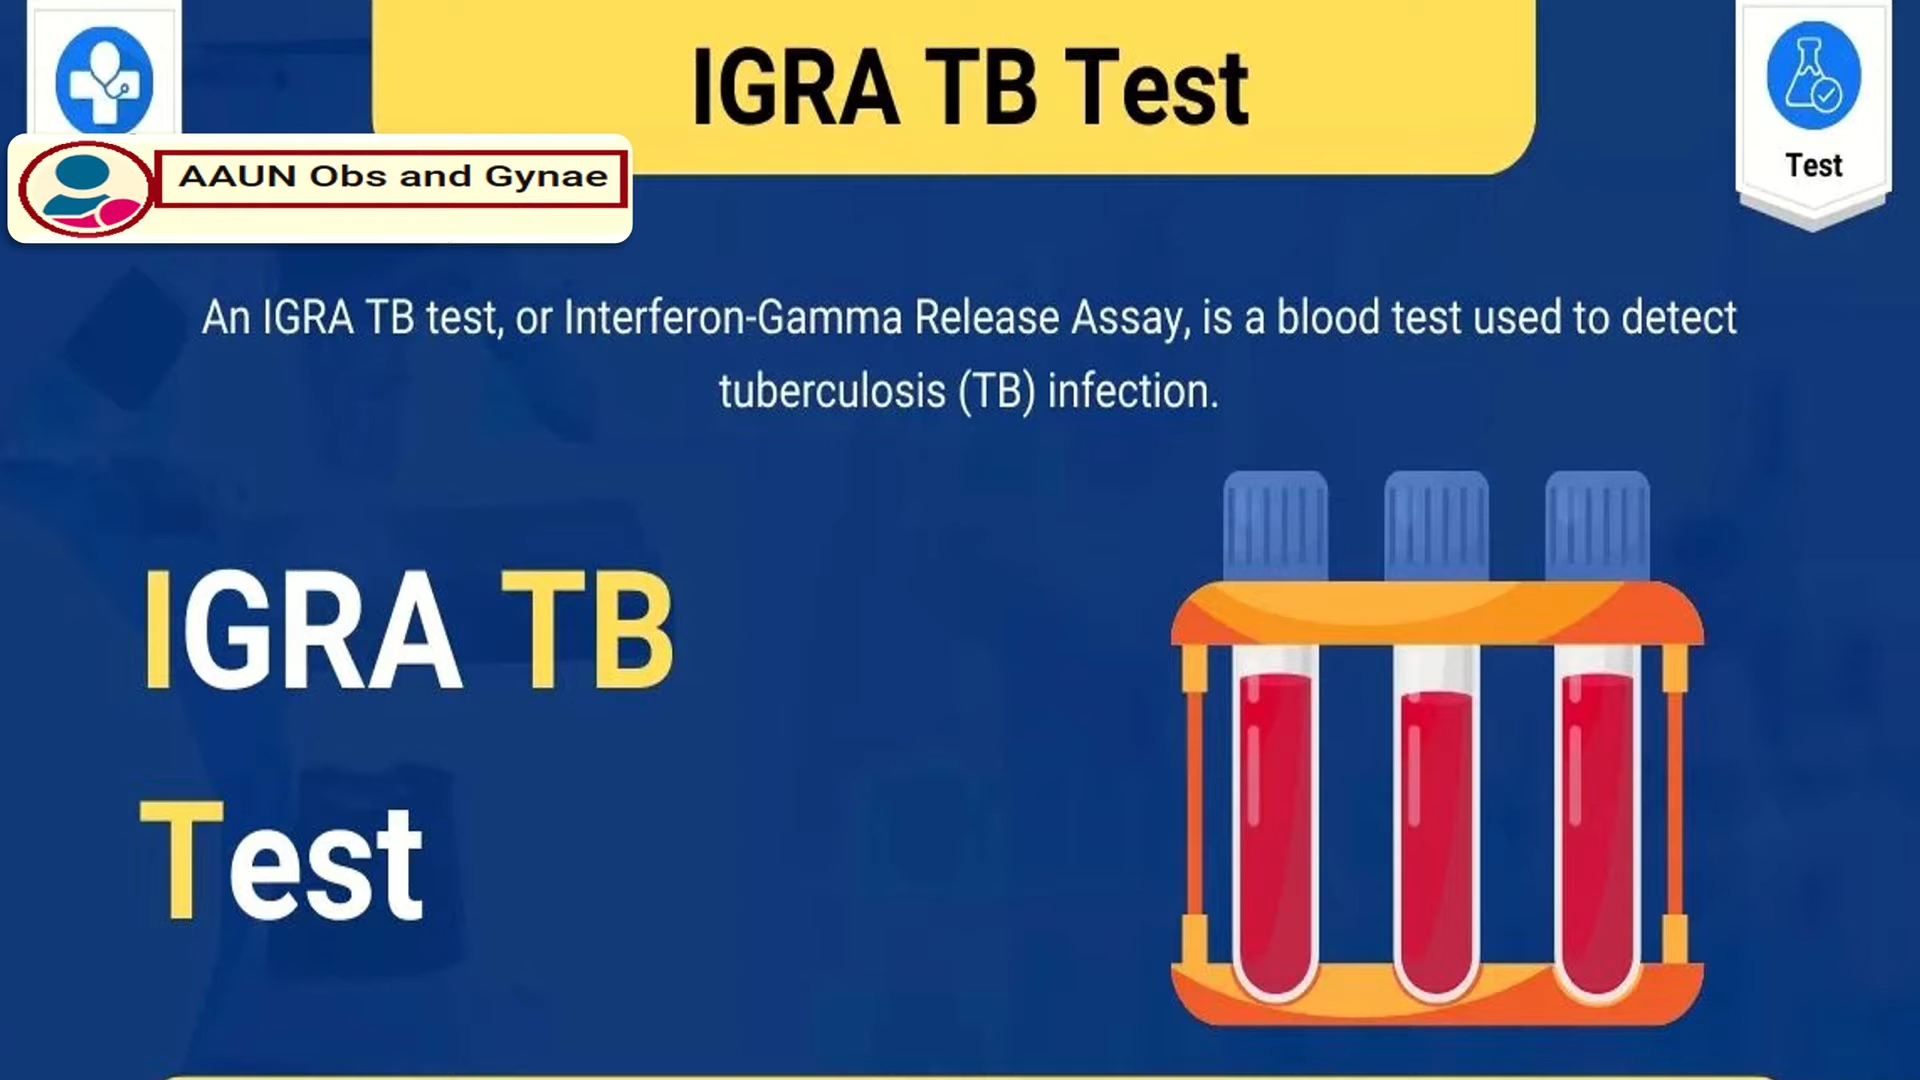 IGRA TB Test
Test
AAUN Obs and Gynae
An IGRA TB test, or Interferon-Gamma Release Assay, is a blood test used to detect
tuberculosis (TB) infection.
IGRA TB
Test